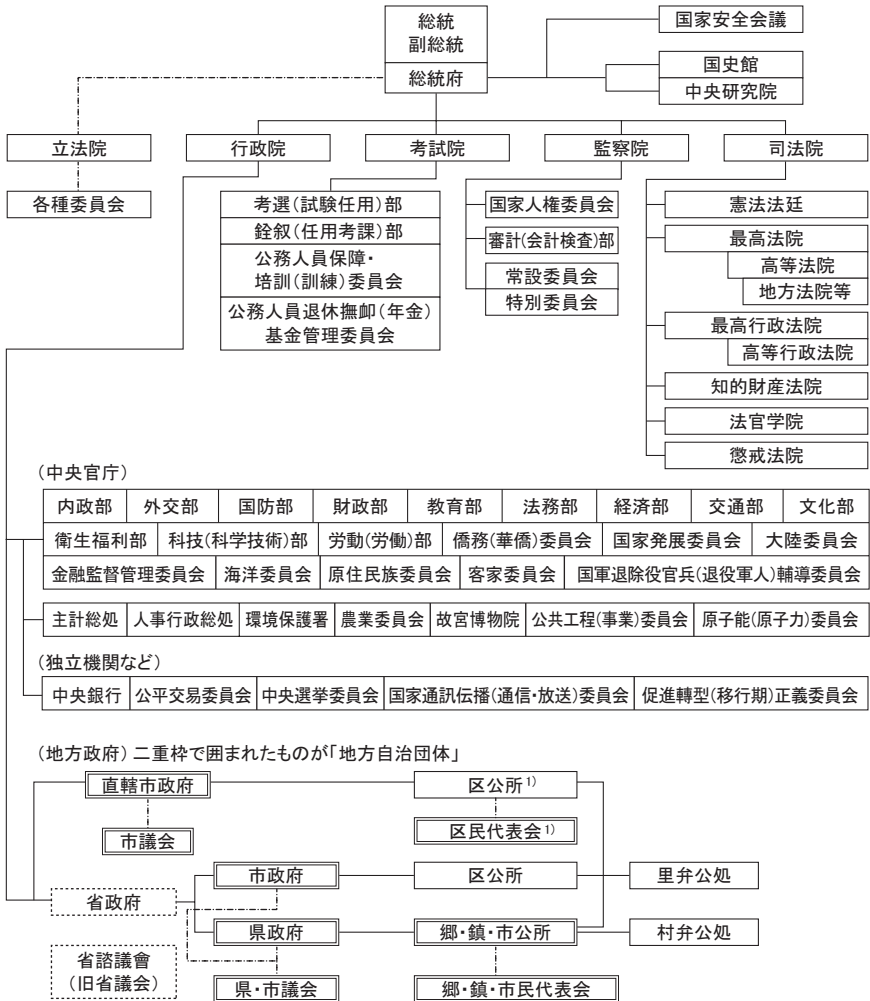 総統
副総統
総統府
国家安全会議
国史館
中央研究院
立法院
行政院
考試院
監察院
司法院
各種委員会
考選(試験任用)部
銓叙(任用考課)部
公務人員保障・
培訓(訓練)委員会
公務人員退休撫卹(年金)
基金管理委員会
国家人権委員会
審計(会計検査)部
常設委員会
特別委員会
憲法法廷
最高法院
高等法院
地方法院等
最高行政法院
高等行政法院
知的財産法院
法官学院
懲戒法院
(中央官庁)
内政部 外交部 国防部 財政部 教育部 法務部 経済部 交通部 文化部
衛生福利部 科技(科学技術)部 労動(労働)部 僑務(華僑)委員会 国家発展委員会 大陸委員会
金融監督管理委員会 海洋委員会 原住民族委員会 客家委員会 国軍退除役官兵(退役軍人)輔導委員会
主計総処 人事行政総処 環境保護署 農業委員会 故宮博物院 公共工程(事業)委員会 原子能(原子力)委員会
(独立機関など)
中央銀行 公平交易委員会 中央選挙委員会 国家通訊伝播(通信・放送)委員会 促進轉型(移行期)正義委員会
(地方政府) 二重枠で囲まれたものが「地方自治団体」
直轄市政府 区公所1)
市議会 区民代表会1)
市政府 区公所 里弁公処
省政府
県政府 郷・鎮・市公所 村弁公処
省諮議會
(旧省議会)
県・市議会 郷・鎮・市民代表会